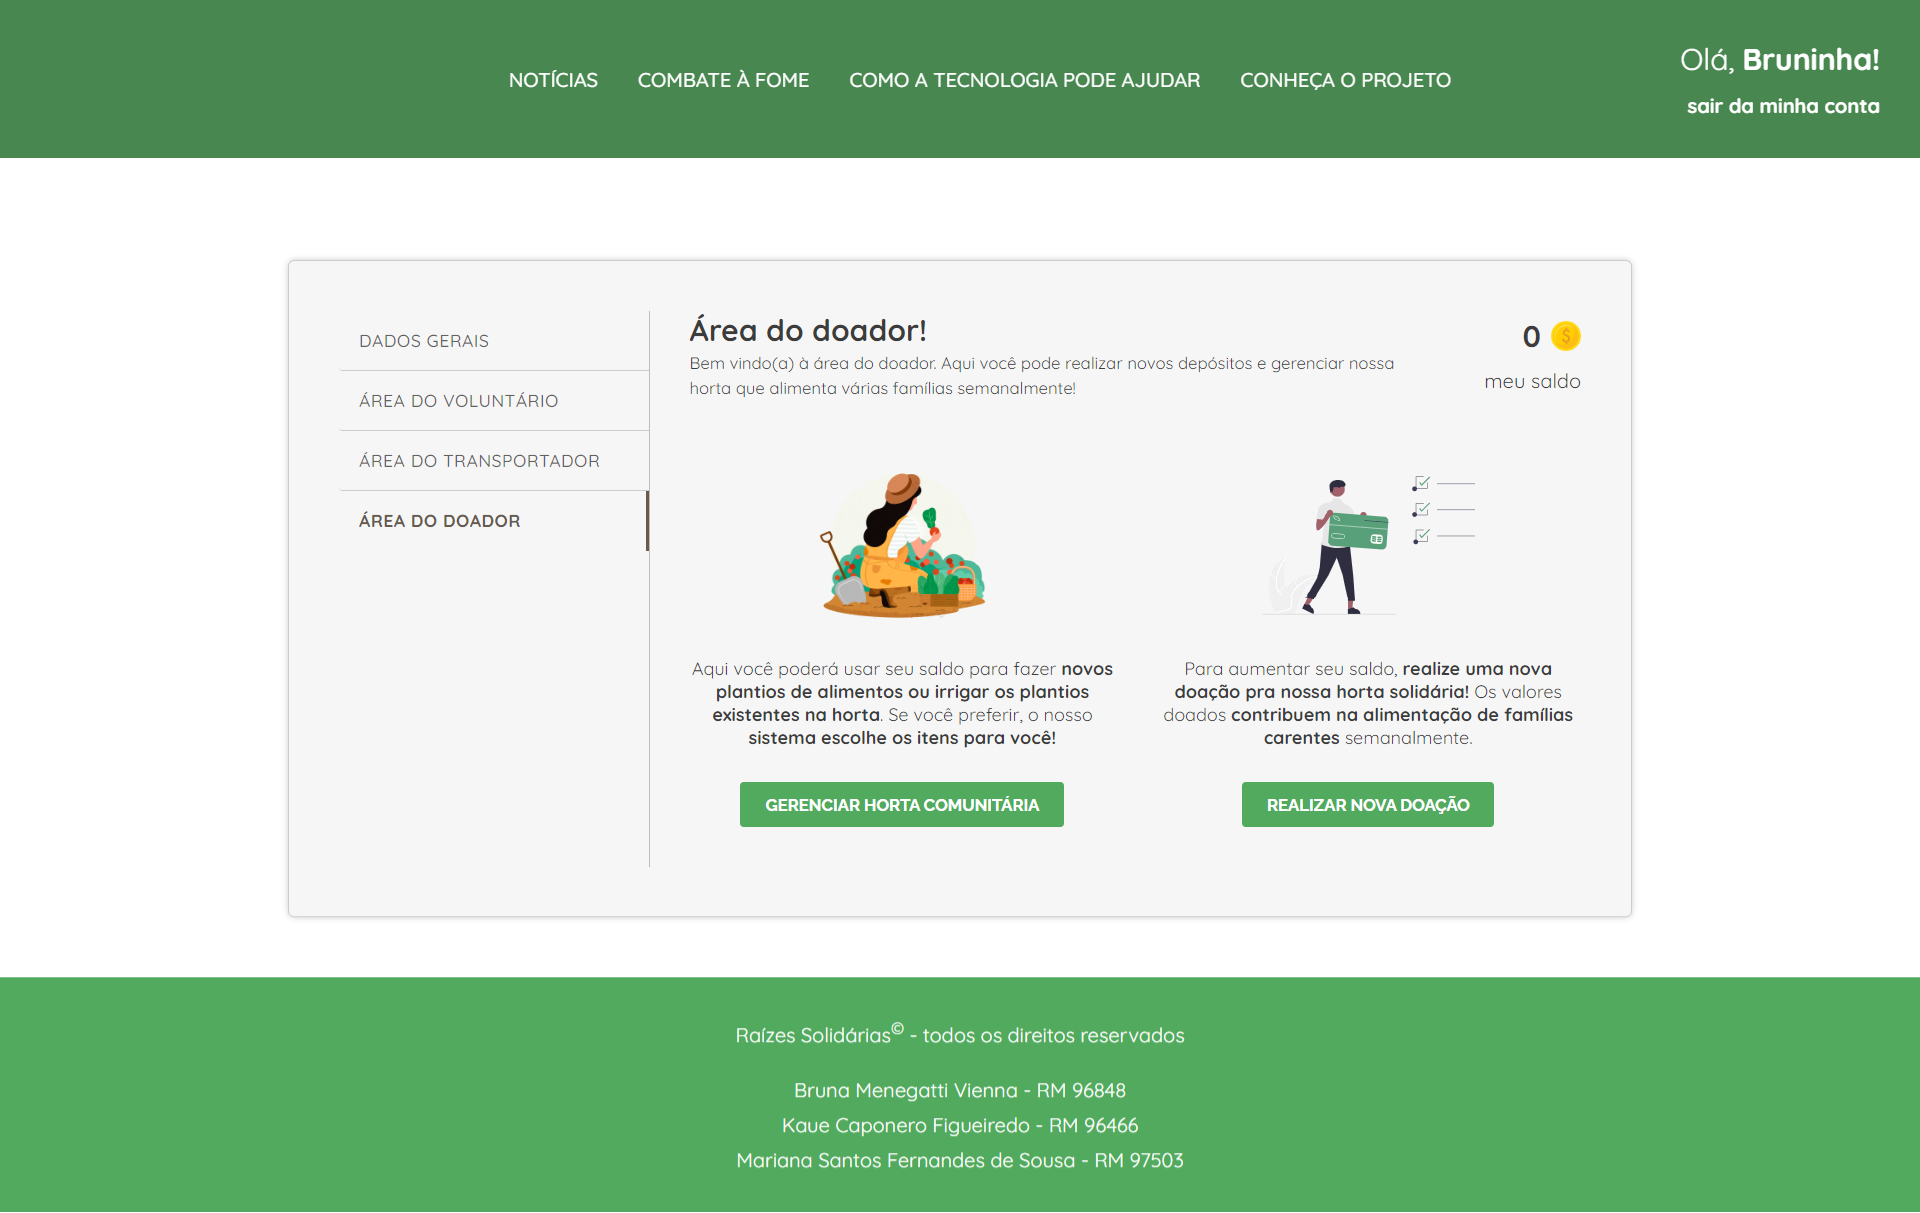 NOTÍCIAS COMBATE À FOME COMO A TECNOLOGIA PODE AJUDAR CONHEÇA O PROJETO
Olá, Bruninha!
sair da minha conta
DADOS GERAIS
ÁREA DO VOLUNTÁRIO
ÁREA DO TRANSPORTADOR
ÁREA DO DOADOR
Área do doador!
Bem vindo(a) à área do doador. Aqui você pode realizar novos depósitos e gerenciar nossa
horta que alimenta várias famílias semanalmente!
0 $
meu saldo
Aqui você poderá usar seu saldo para fazer novos
plantios de alimentos ou irrigar os plantios
existentes na horta. Se você preferir, o nosso
sistema escolhe os itens para você!
GERENCIAR HORTA COMUNITÁRIA
Para aumentar seu saldo, realize uma nova
doação pra nossa horta solidária! Os valores
doados contribuem na alimentação de famílias
carentes semanalmente.
REALIZAR NOVA DOAÇÃO
Raízes Solidárias© - todos os direitos reservados
Bruna Menegatti Vienna - RM 96848
Kaue Caponero Figueiredo - RM 96466
Mariana Santos Fernandes de Sousa - RM 97503